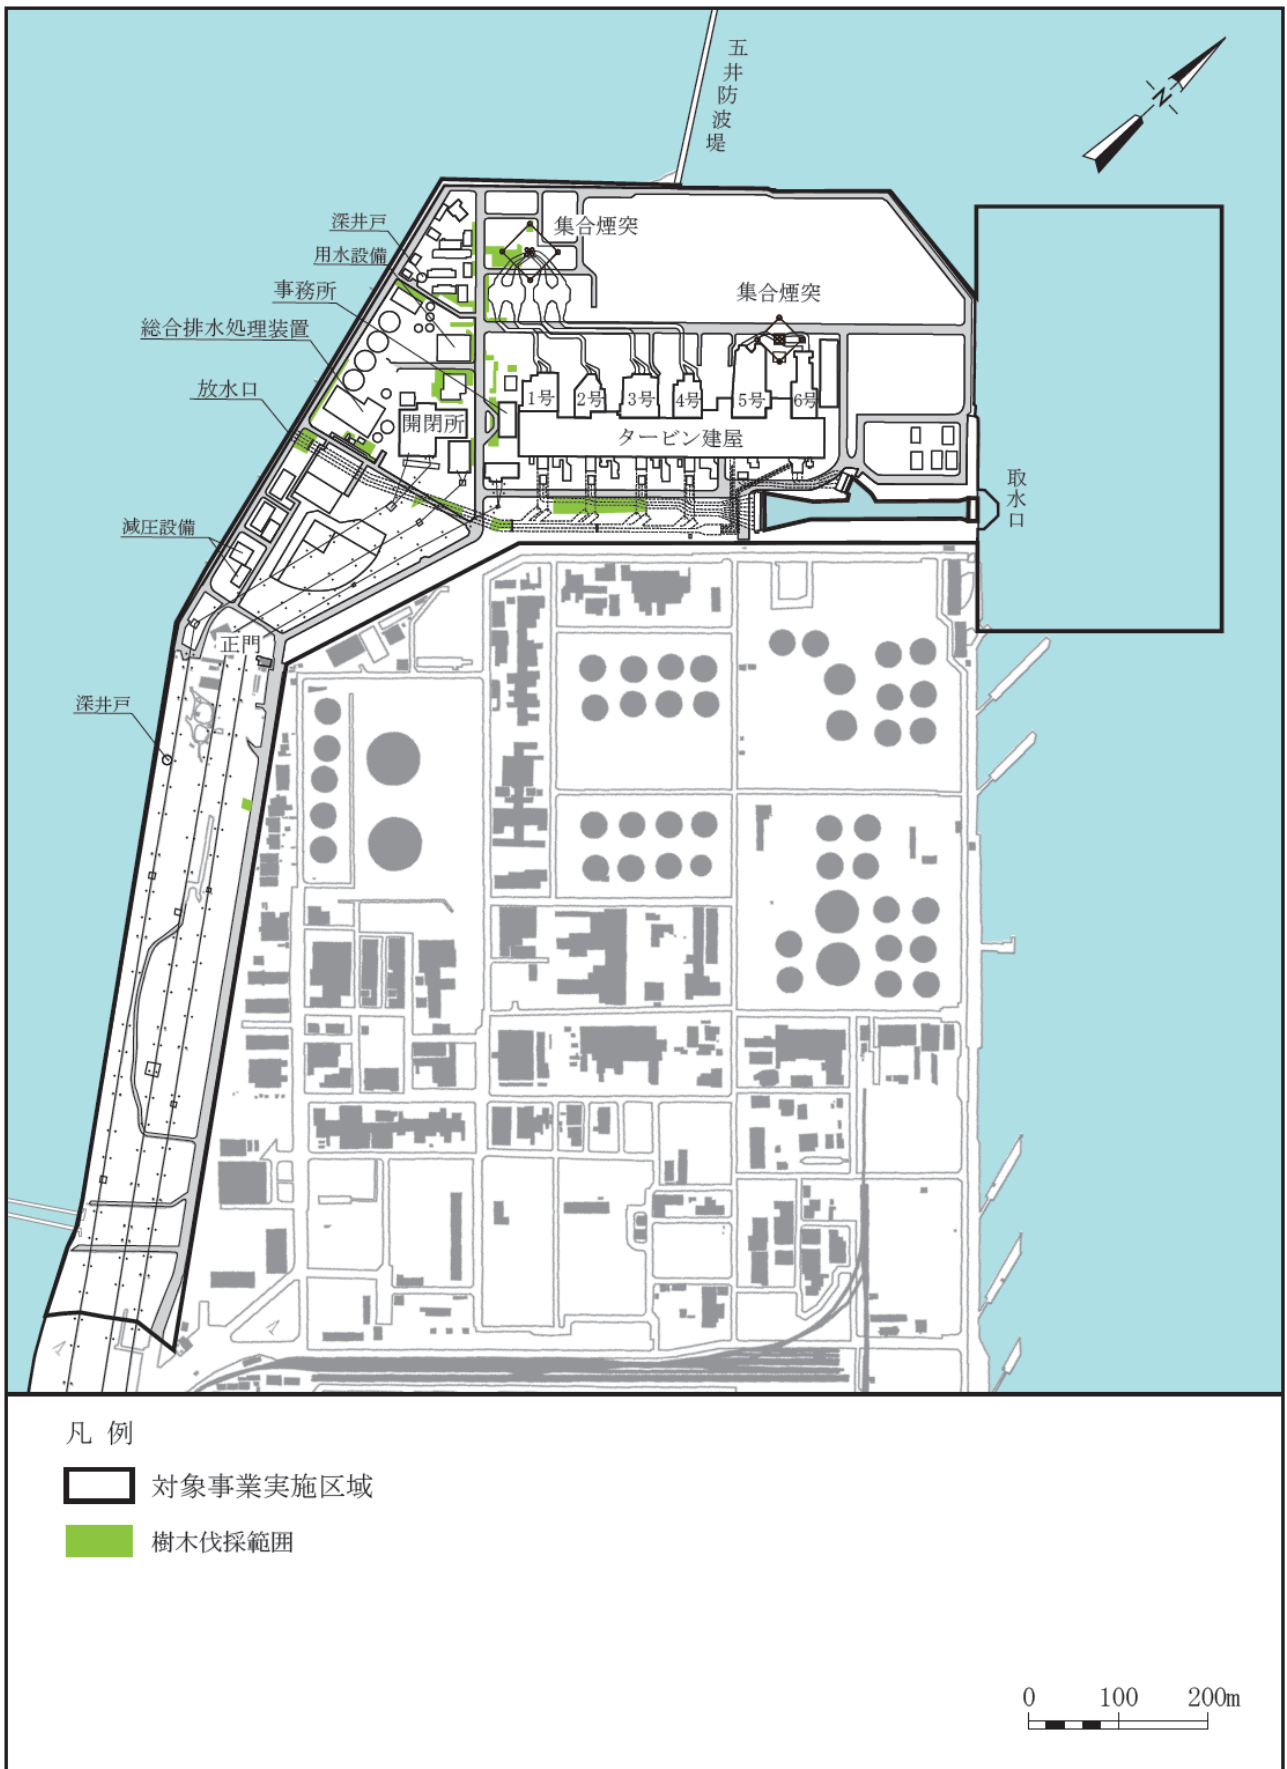 五井防波堤
N
深井戸
集合煙突
用水設備
事務所
集合煙突
総合排水処理装置
放水口
1号
2号
3号
4号
5号
6号
開閉所
タービン建屋
取水口
減圧設備
正門
深井戸
凡 例
対象事業実施区域
樹木伐採範囲
0 100 200m